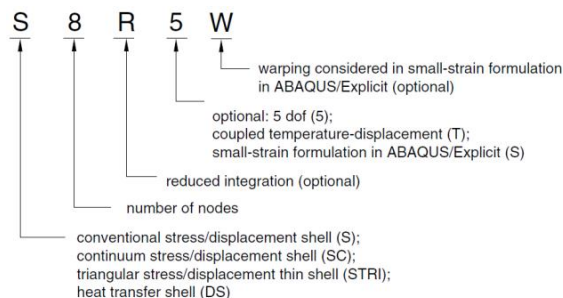 S 8 R 5 W
warping considered in small-strain formulation
in ABAQUS/Explicit (optional)
optional: 5 dof (5);
coupled temperature-displacement (T);
small-strain formulation in ABAQUS/Explicit (S)
reduced integration (optional)
number of nodes
conventional stress/displacement shell (S);
continuum stress/displacement shell (SC);
triangular stress/displacement thin shell (STRI);
heat transfer shell (DS)